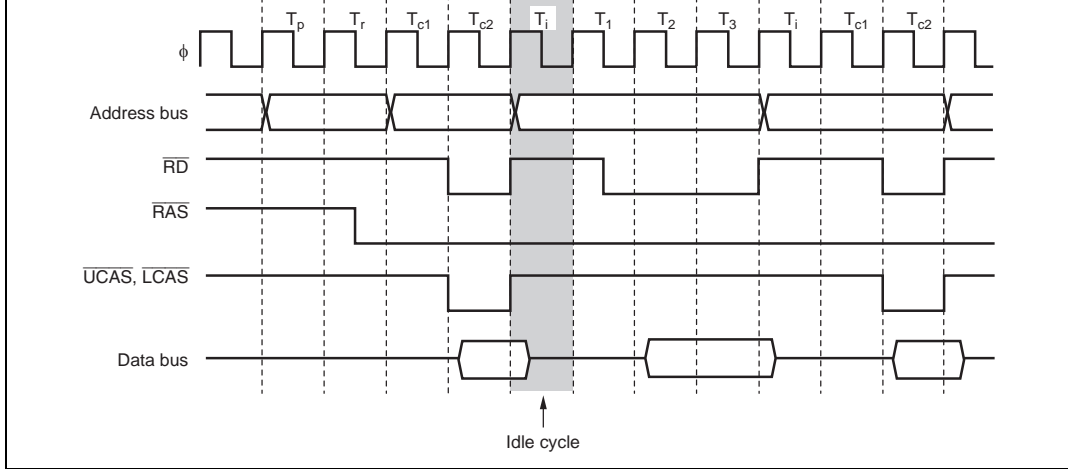 Tp Tr Tc1 Tc2 Ti T1 T2 T3 Ti Tc1 Tc2
ϕ
Address bus
RD
RAS
UCAS, LCAS
Data bus
Idle cycle